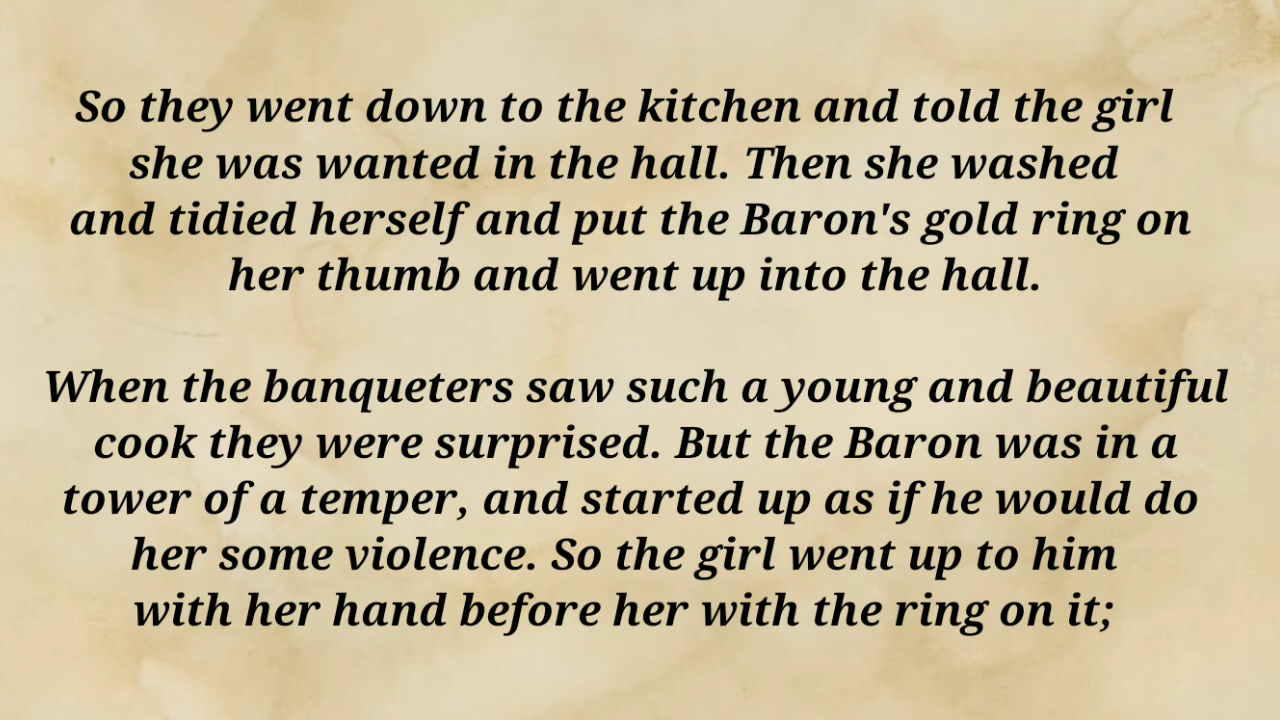 So they went down to the kitchen and told the girl
she was wanted in the hall. Then she washed
and tidied herself and put the Baron's gold ring on
her thumb and went up into the hall.
When the banqueters saw such a young and beautiful
cook they were surprised. But the Baron was in a
tower of a temper, and started up as if he would do
her some violence. So the girl went up to him
with her hand before her with the ring on it;